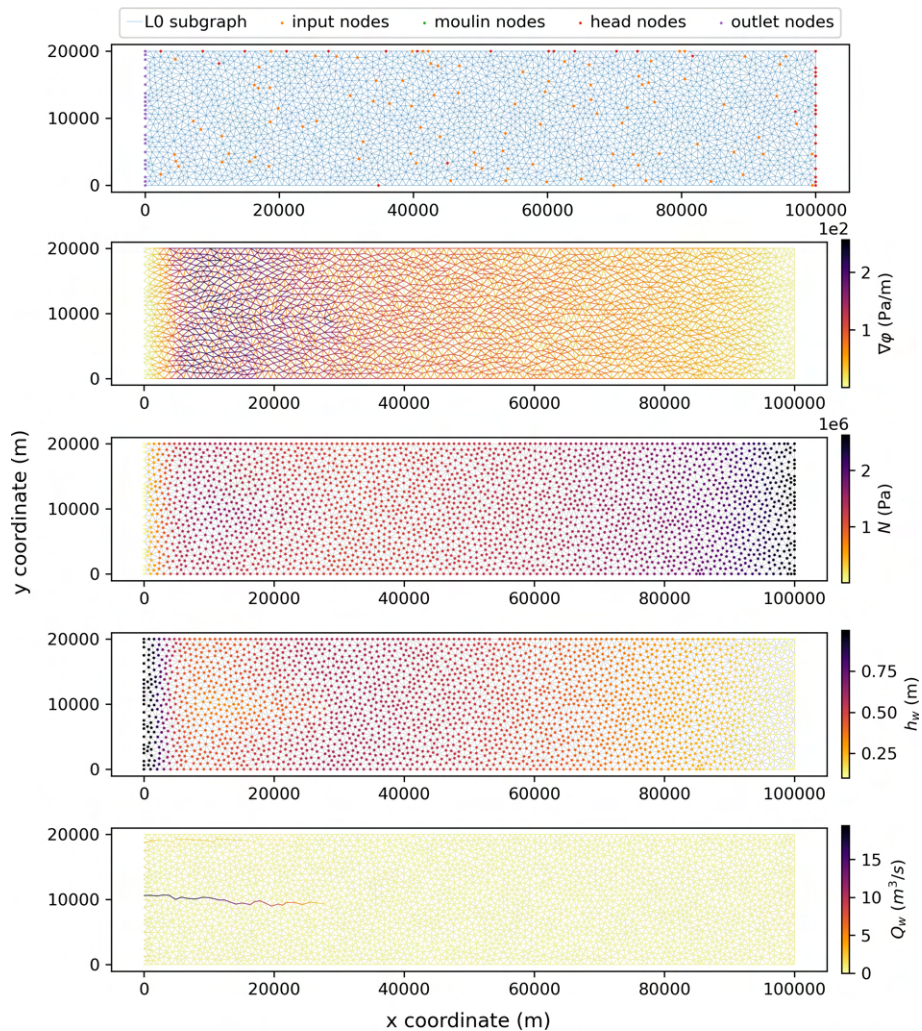 L0 subgraph input nodes moulin nodes head nodes outlet nodes
20000
10000
0
0 20000 40000 60000 80000 100000
1e2
20000
10000
0
0 20000 40000 60000 80000 100000
2
1
∇φ (Pa/m)
1e6
20000
10000
0
0 20000 40000 60000 80000 100000
2
1
N (Pa)
y coordinate (m)
20000
10000
0
0 20000 40000 60000 80000 100000
0.75
0.50
0.25
h_w (m)
20000
10000
0
0 20000 40000 60000 80000 100000
15
10
5
0
Q_w (m³/s)
x coordinate (m)